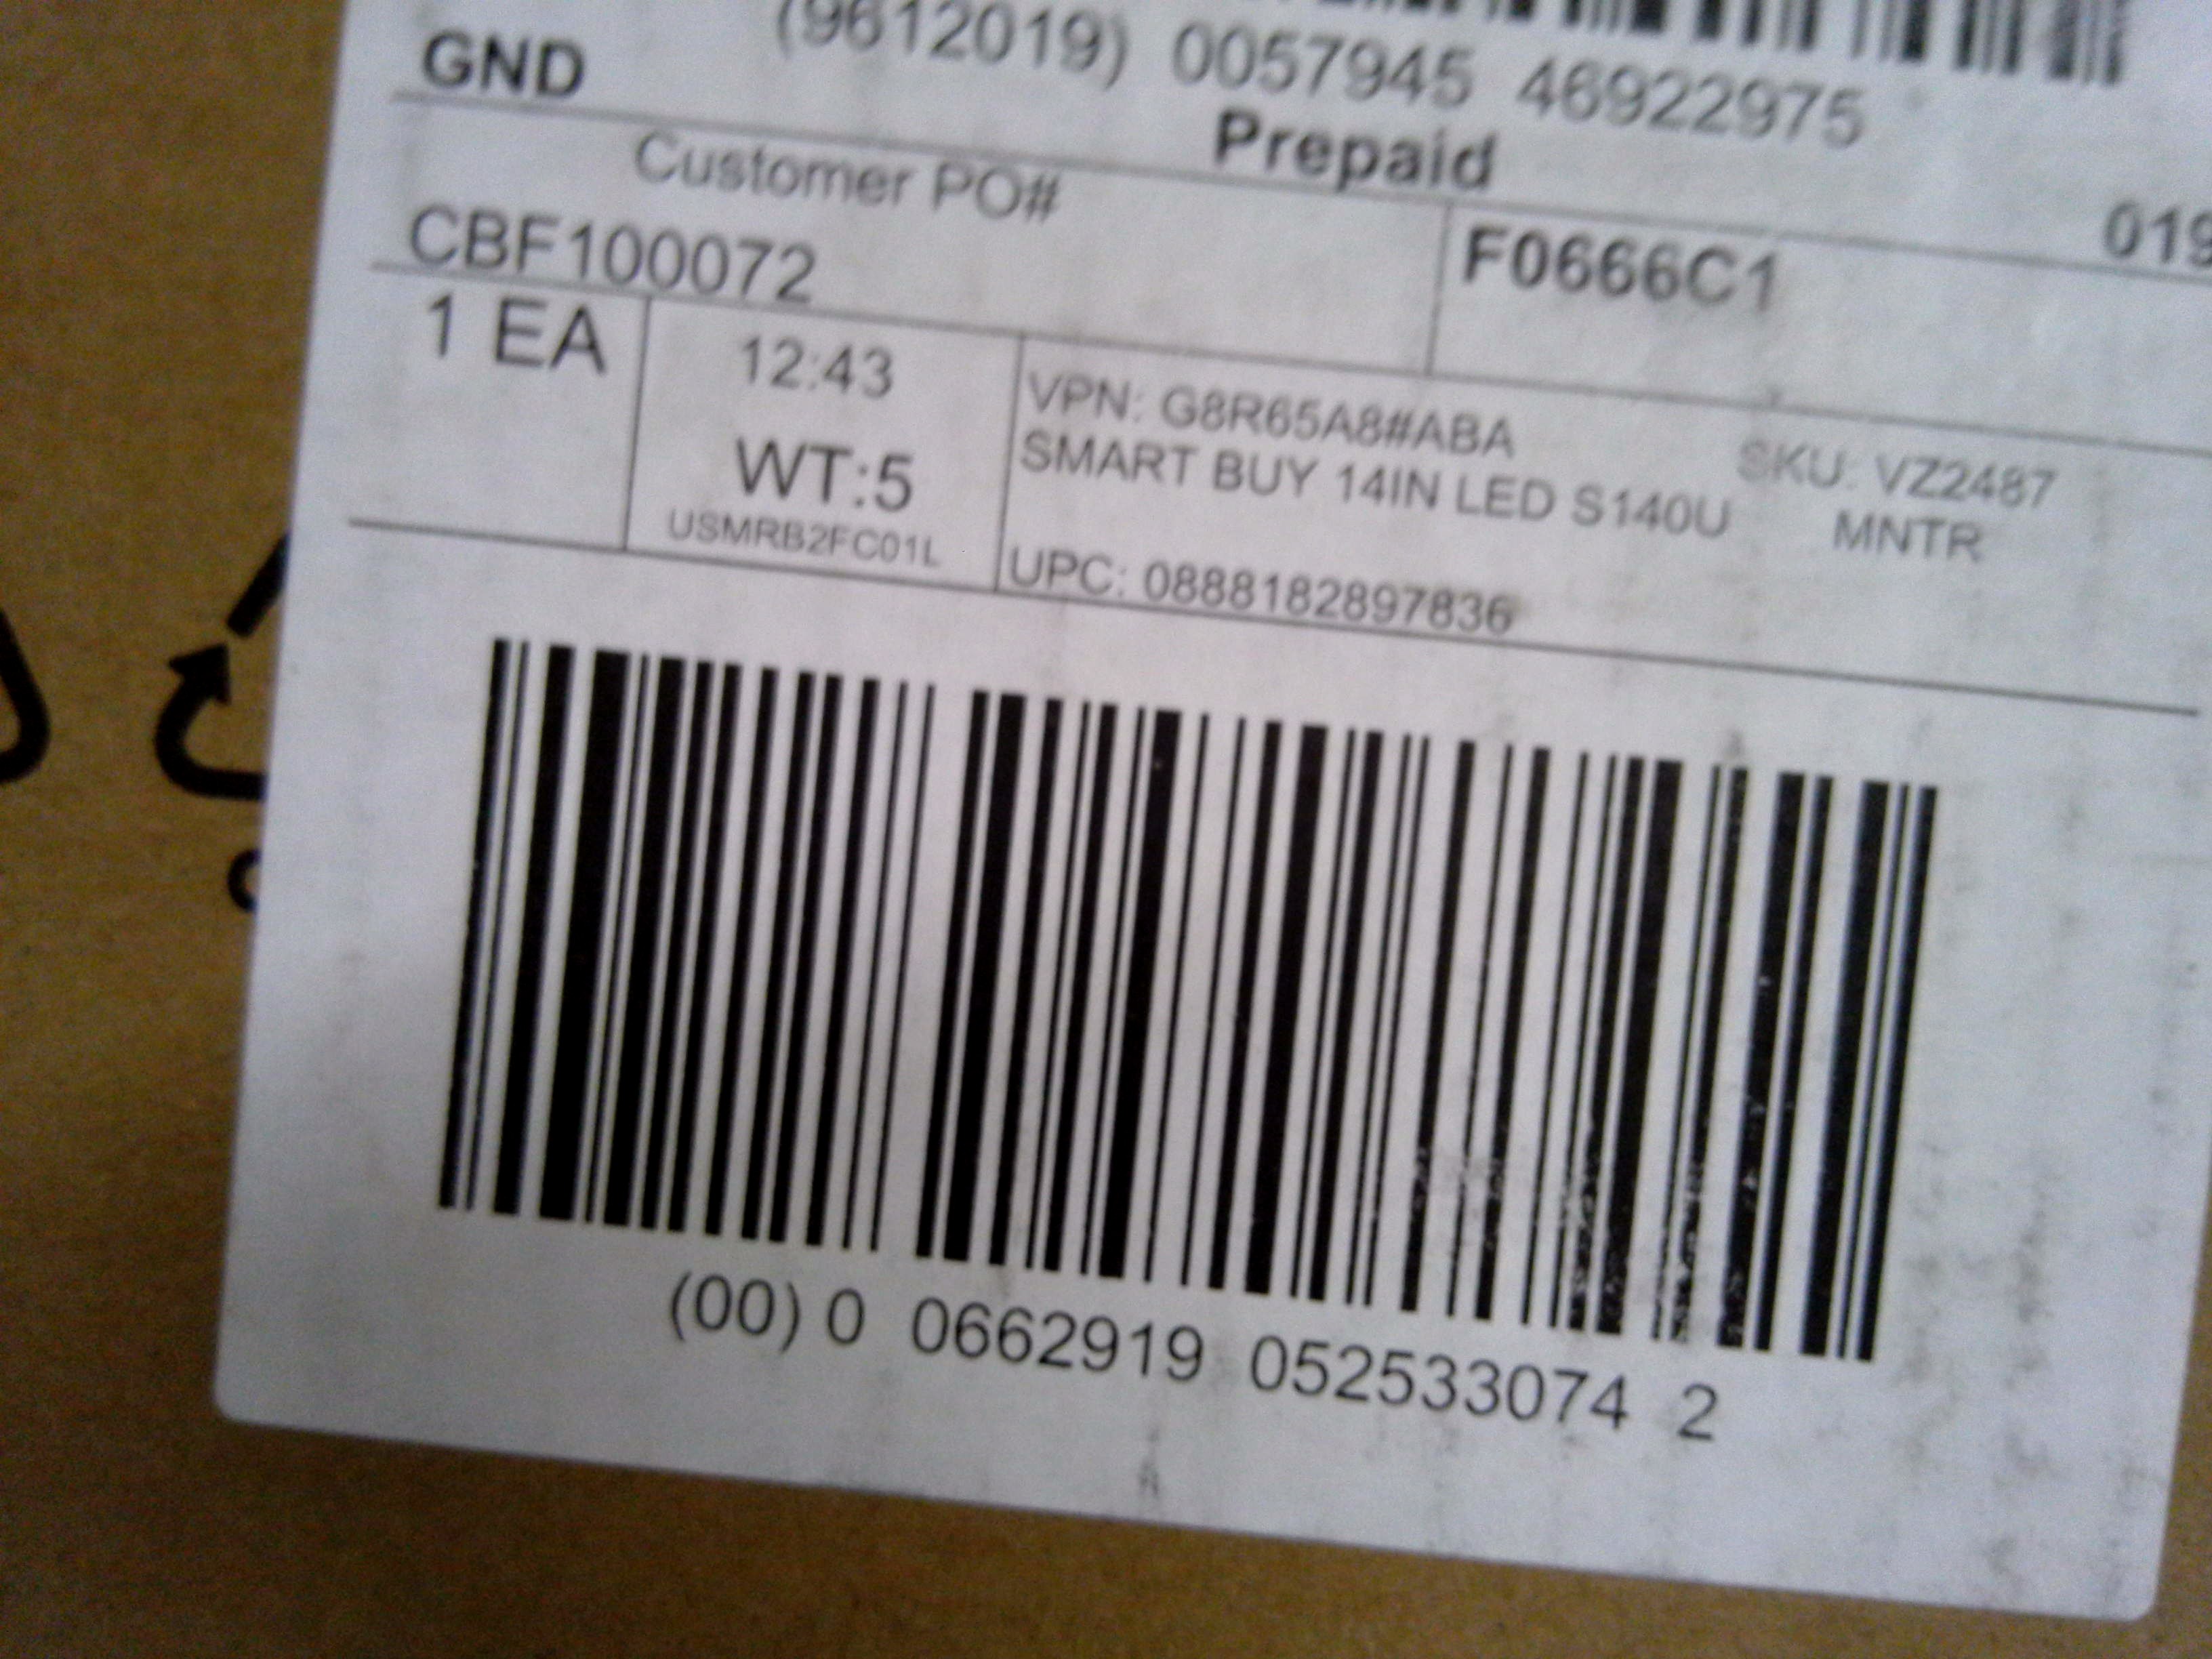 (9612019) 0057945 46922975
GND
Prepaid
019
Customer PO#
CBF100072
F0666C1
1 EA
12:43
WT:5
USMRB2FC01L
VPN: G8R65A8#ABA
SKU: VZ2487
SMART BUY 14IN LED S140U MNTR
UPC: 0888182897836
(00) 0 0662919 052533074 2